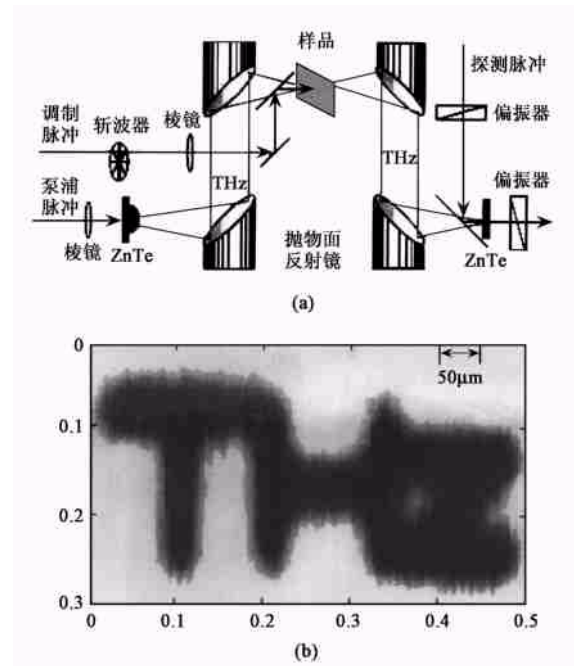 样品
探测脉冲
调制
脉冲
斩波器
棱镜
偏振器
THz
THz
泵浦
脉冲
偏振器
棱镜
ZnTe
抛物面
反射镜
ZnTe
(a)
0
0.1
0.2
0.3
50μm
THz
0
0.1
0.2
0.3
0.4
0.5
(b)